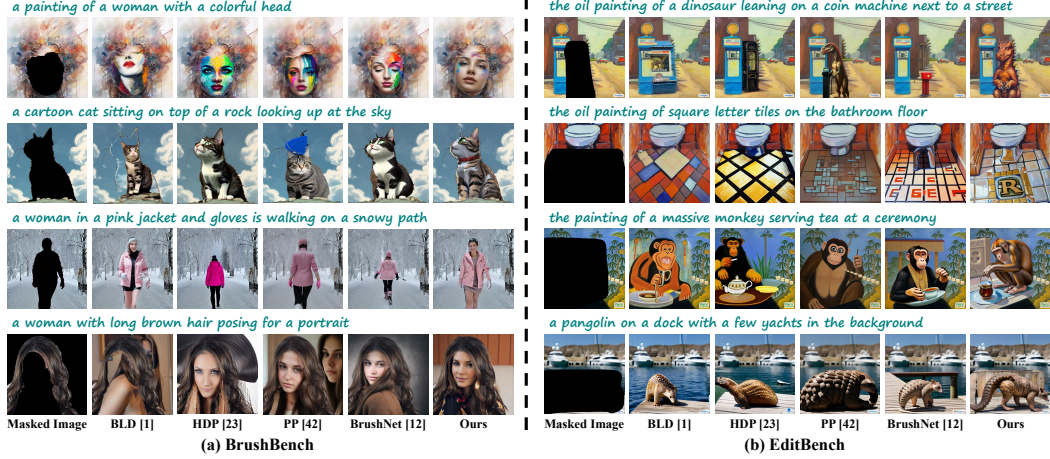 a painting of a woman with a colorful head
a cartoon cat sitting on top of a rock looking up at the sky
a woman in a pink jacket and gloves is walking on a snowy path
a woman with long brown hair posing for a portrait
Masked Image BLD [1] HDP [23] PP [42] BrushNet [12] Ours
(a) BrushBench
the oil painting of a dinosaur leaning on a coin machine next to a street
the oil painting of square letter tiles on the bathroom floor
R
the painting of a massive monkey serving tea at a ceremony
a pangolin on a dock with a few yachts in the background
Masked Image BLD [1] HDP [23] PP [42] BrushNet [12] Ours
(b) EditBench